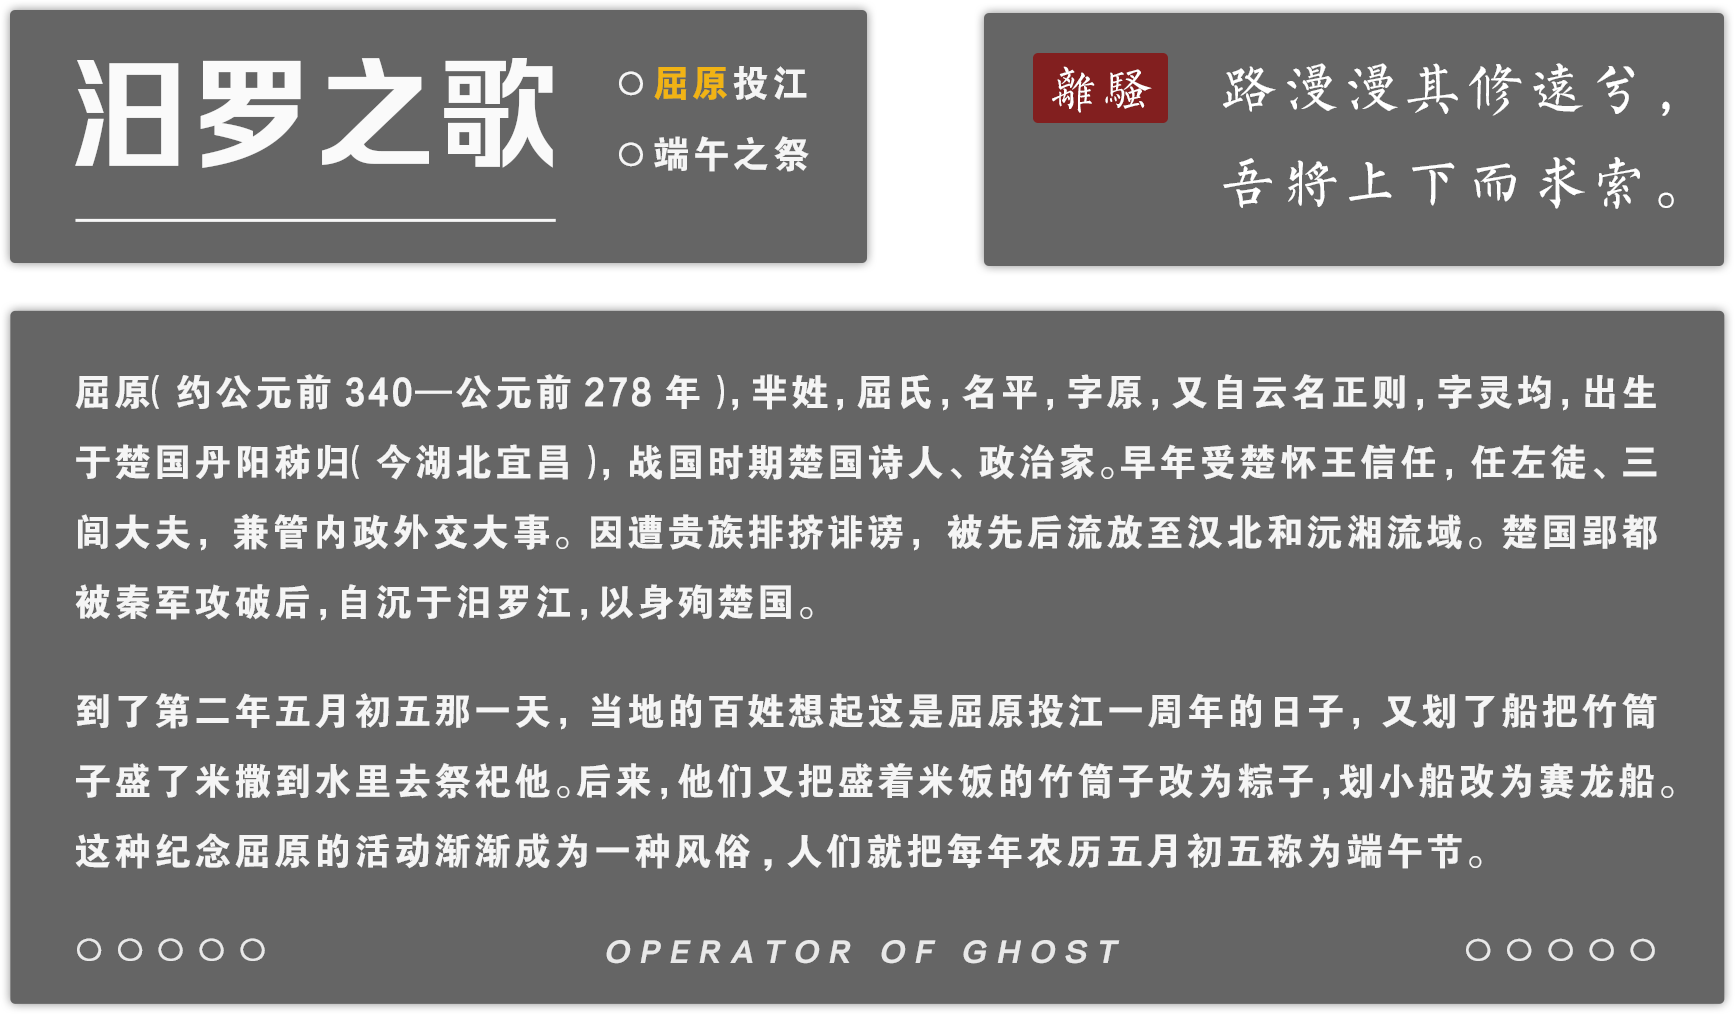 汨罗之歌
屈原投江
端午之祭
離騷
路漫漫其修遠兮，
吾將上下而求索。
屈原(约公元前340—公元前278年),芈姓,屈氏,名平,字原,又自云名正则,字灵均,出生
于楚国丹阳秭归(今湖北宜昌),战国时期楚国诗人、政治家。早年受楚怀王信任,任左徒、三
闾大夫,兼管内政外交大事。因遭贵族排挤诽谤,被先后流放至汉北和沅湘流域。楚国郢都
被秦军攻破后,自沉于汨罗江,以身殉楚国。
到了第二年五月初五那一天,当地的百姓想起这是屈原投江一周年的日子,又划了船把竹筒
子盛了米撒到水里去祭祀他。后来,他们又把盛着米饭的竹筒子改为粽子,划小船改为赛龙船。
这种纪念屈原的活动渐渐成为一种风俗,人们就把每年农历五月初五称为端午节。
OPERATOR OF GHOST